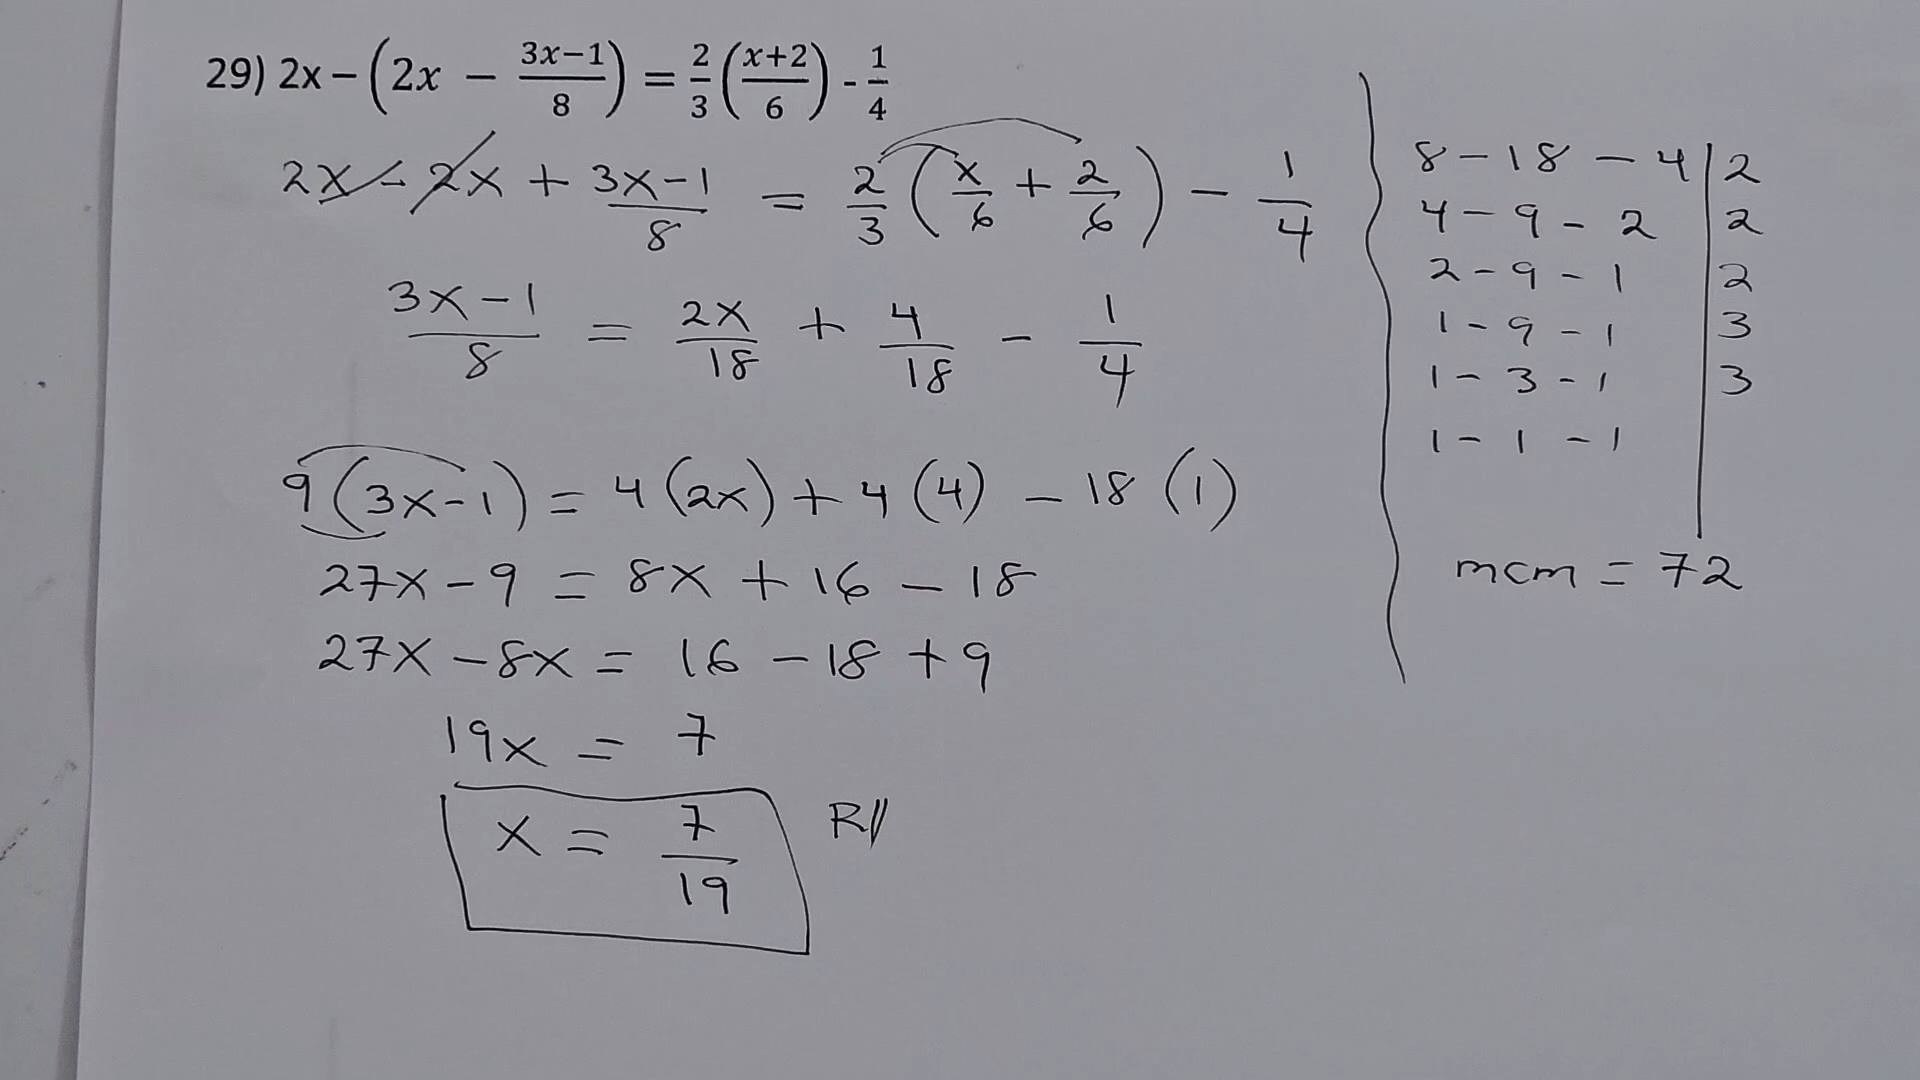 29) 2x – (2x – (3x–1)/8) = 2/3 ((x+2)/6) - 1/4
2x - 2x + (3x-1)/8 = 2/3 (x/6 + 2/6) - 1/4
(3x-1)/8 = 2x/18 + 4/18 - 1/4
9(3x-1) = 4(2x) + 4(4) - 18(1)
27x - 9 = 8x + 16 - 18
27x - 8x = 16 - 18 + 9
19x = 7
x = 7/19 R//
8 - 18 - 4 | 2
4 - 9 - 2 | 2
2 - 9 - 1 | 2
1 - 9 - 1 | 3
1 - 3 - 1 | 3
1 - 1 - 1 |
mcm = 72